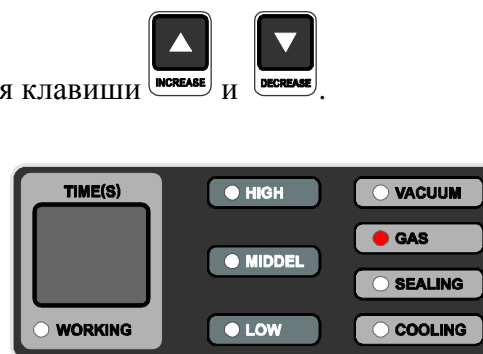 я клавиши INCREASE и DECREASE.
TIME(S)
HIGH
VACUUM
GAS
MIDDEL
SEALING
WORKING
LOW
COOLING